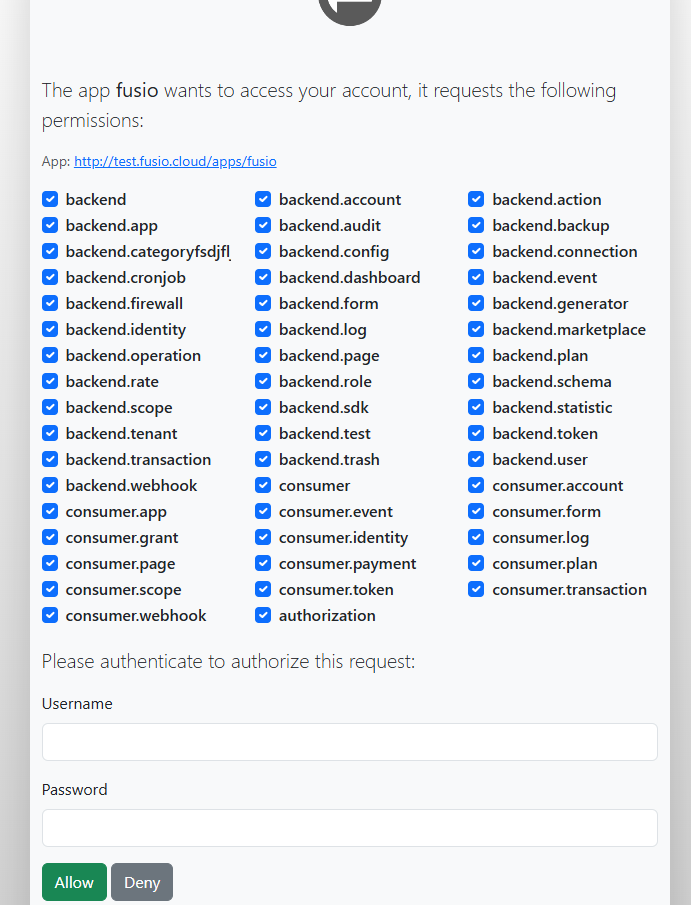 The app fusio wants to access your account, it requests the following
permissions:
App: http://test.fusio.cloud/apps/fusio
backend backend.account backend.action
backend.app backend.audit backend.backup
backend.categoryfsdjfl backend.config backend.connection
backend.cronjob backend.dashboard backend.event
backend.firewall backend.form backend.generator
backend.identity backend.log backend.marketplace
backend.operation backend.page backend.plan
backend.rate backend.role backend.schema
backend.scope backend.sdk backend.statistic
backend.tenant backend.test backend.token
backend.transaction backend.trash backend.user
backend.webhook consumer consumer.account
consumer.app consumer.event consumer.form
consumer.grant consumer.identity consumer.log
consumer.page consumer.payment consumer.plan
consumer.scope consumer.token consumer.transaction
consumer.webhook authorization
Please authenticate to authorize this request:
Username
Password
Allow Deny